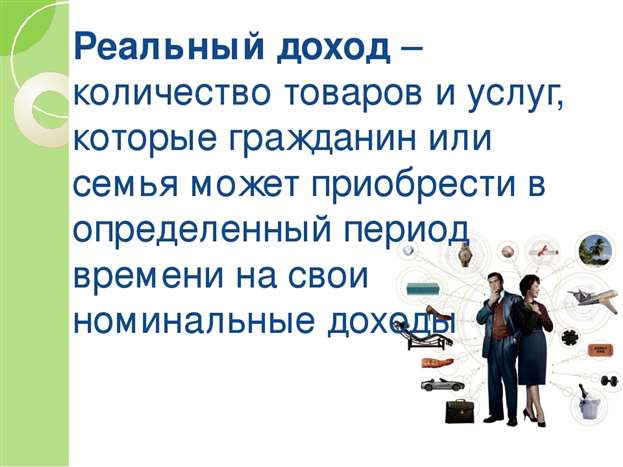 Реальный доход –
количество товаров и услуг,
которые гражданин или
семья может приобрести в
определенный период
времени на свои
номинальные доходы